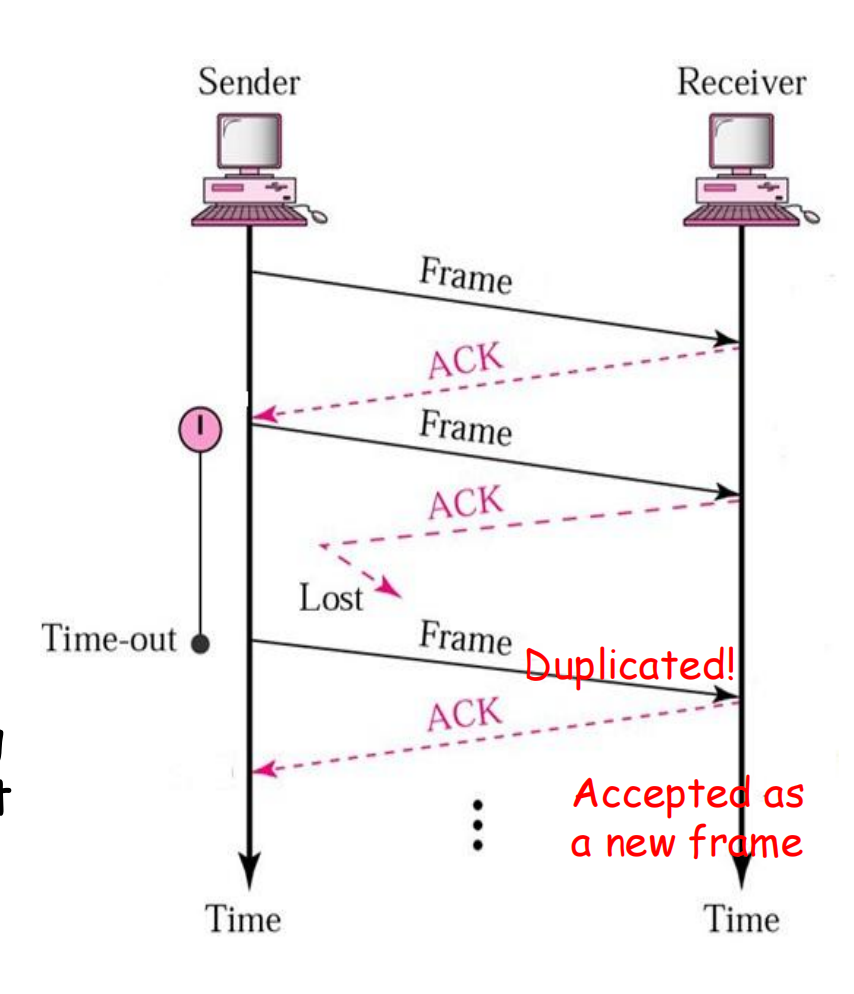 Sender
Receiver
Frame
ACK
Frame
ACK
Lost
Time-out
Frame
Duplicated!
ACK
Accepted as
a new frame
Time
Time